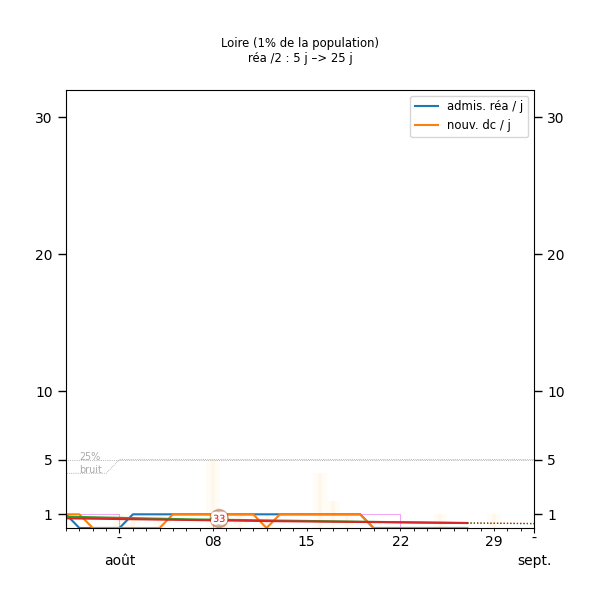 Loire (1% de la population)
réa /2 : 5 j –> 25 j
admis. réa / j
nouv. dc / j
30 30
20 20
10 10
5 5
1 1
25%
bruit
33
- 08 15 22 29 -
août sept.